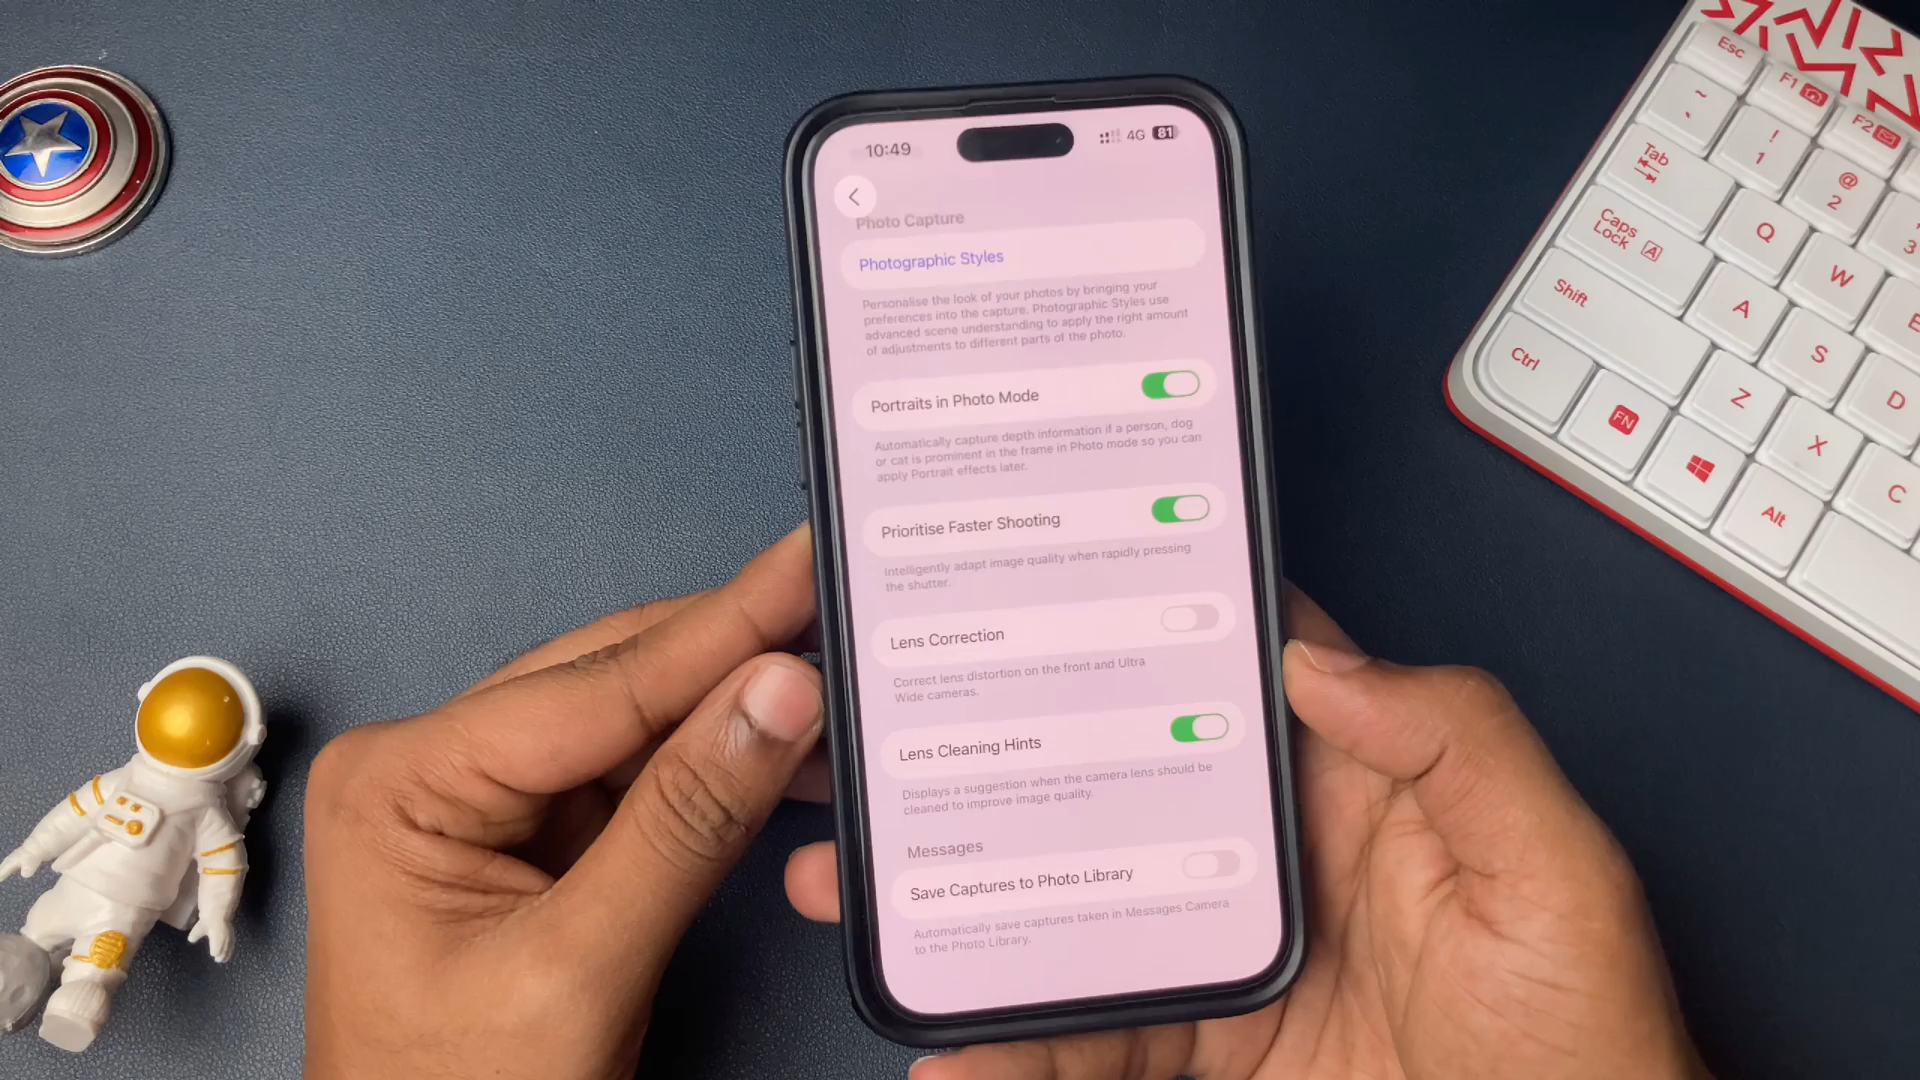 10:49
4G
81
Photo Capture
Photographic Styles
Personalise the look of your photos by bringing your
preferences into the capture. Photographic Styles use
advanced scene understanding to apply the right amount
of adjustments to different parts of the photo.
Portraits in Photo Mode
Automatically capture depth information if a person, dog
or cat is prominent in the frame in Photo mode so you can
apply Portrait effects later.
Prioritise Faster Shooting
Intelligently adapt image quality when rapidly pressing
the shutter.
Lens Correction
Correct lens distortion on the front and Ultra
Wide cameras.
Lens Cleaning Hints
Displays a suggestion when the camera lens should be
cleaned to improve image quality.
Messages
Save Captures to Photo Library
Automatically save captures taken in Messages Camera
to the Photo Library.
Esc
F1
F2
~
`
!
1
@
2
3
Tab
Q
W
E
Caps
Lock
A
A
S
D
Shift
Z
X
C
Ctrl
FN
Alt